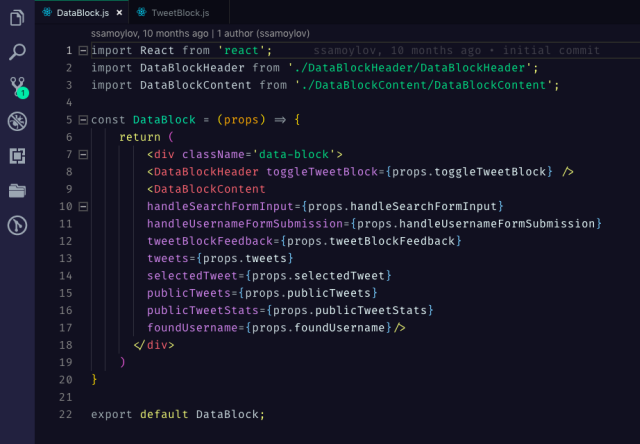 DataBlock.js ×
TweetBlock.js
ssamoylov, 10 months ago | 1 author (ssamoylov)
1 import React from 'react'; ssamoylov, 10 months ago • initial commit
2 import DataBlockHeader from './DataBlockHeader/DataBlockHeader';
3 import DataBlockContent from './DataBlockContent/DataBlockContent';
4
5 const DataBlock = (props) => {
6 return (
7 <div className='data-block'>
8 <DataBlockHeader toggleTweetBlock={props.toggleTweetBlock} />
9 <DataBlockContent
10 handleSearchFormInput={props.handleSearchFormInput}
11 handleUsernameFormSubmission={props.handleUsernameFormSubmission}
12 tweetBlockFeedback={props.tweetBlockFeedback}
13 tweets={props.tweets}
14 selectedTweet={props.selectedTweet}
15 publicTweets={props.publicTweets}
16 publicTweetStats={props.publicTweetStats}
17 foundUsername={props.foundUsername}/>
18 </div>
19 )
20 }
21
22 export default DataBlock;
1